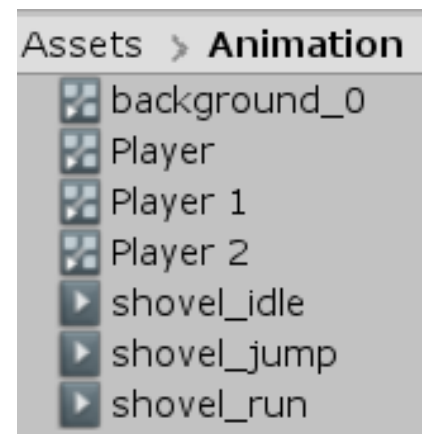 Assets > Animation
background_0
Player
Player 1
Player 2
shovel_idle
shovel_jump
shovel_run